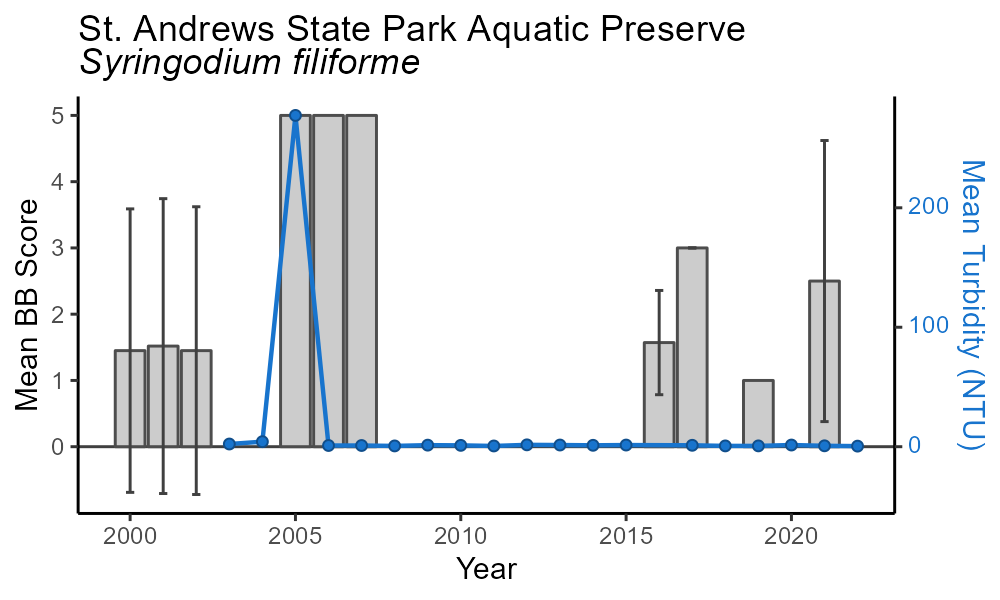 St. Andrews State Park Aquatic Preserve
Syringodium filiforme
Mean BB Score
5
4
3
2
1
0
200
100
0
Mean Turbidity (NTU)
2000
2005
2010
2015
2020
Year